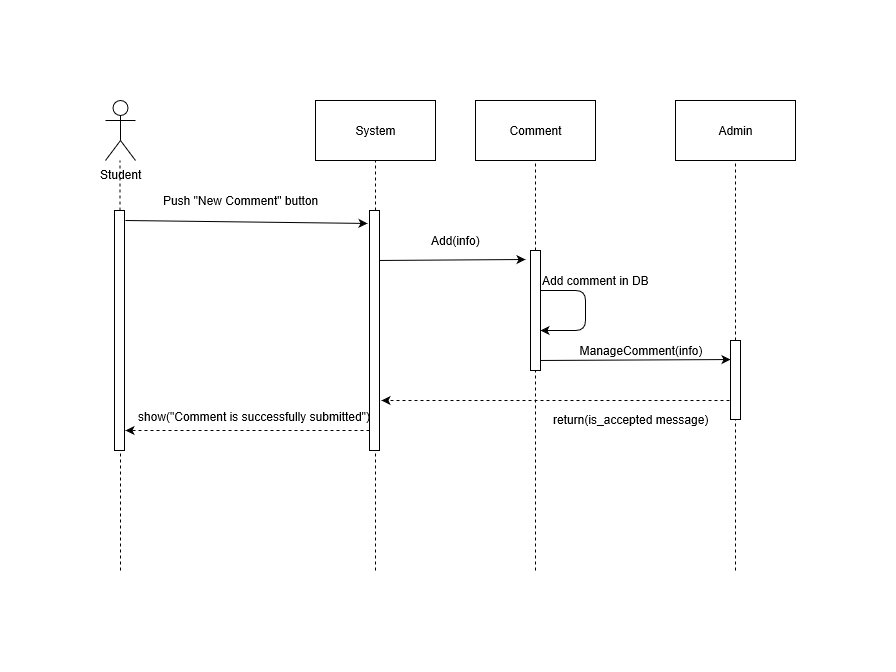 System
Comment
Admin
Student
Push "New Comment" button
Add(info)
Add comment in DB
ManageComment(info)
show("Comment is successfully submitted")
return(is_accepted message)